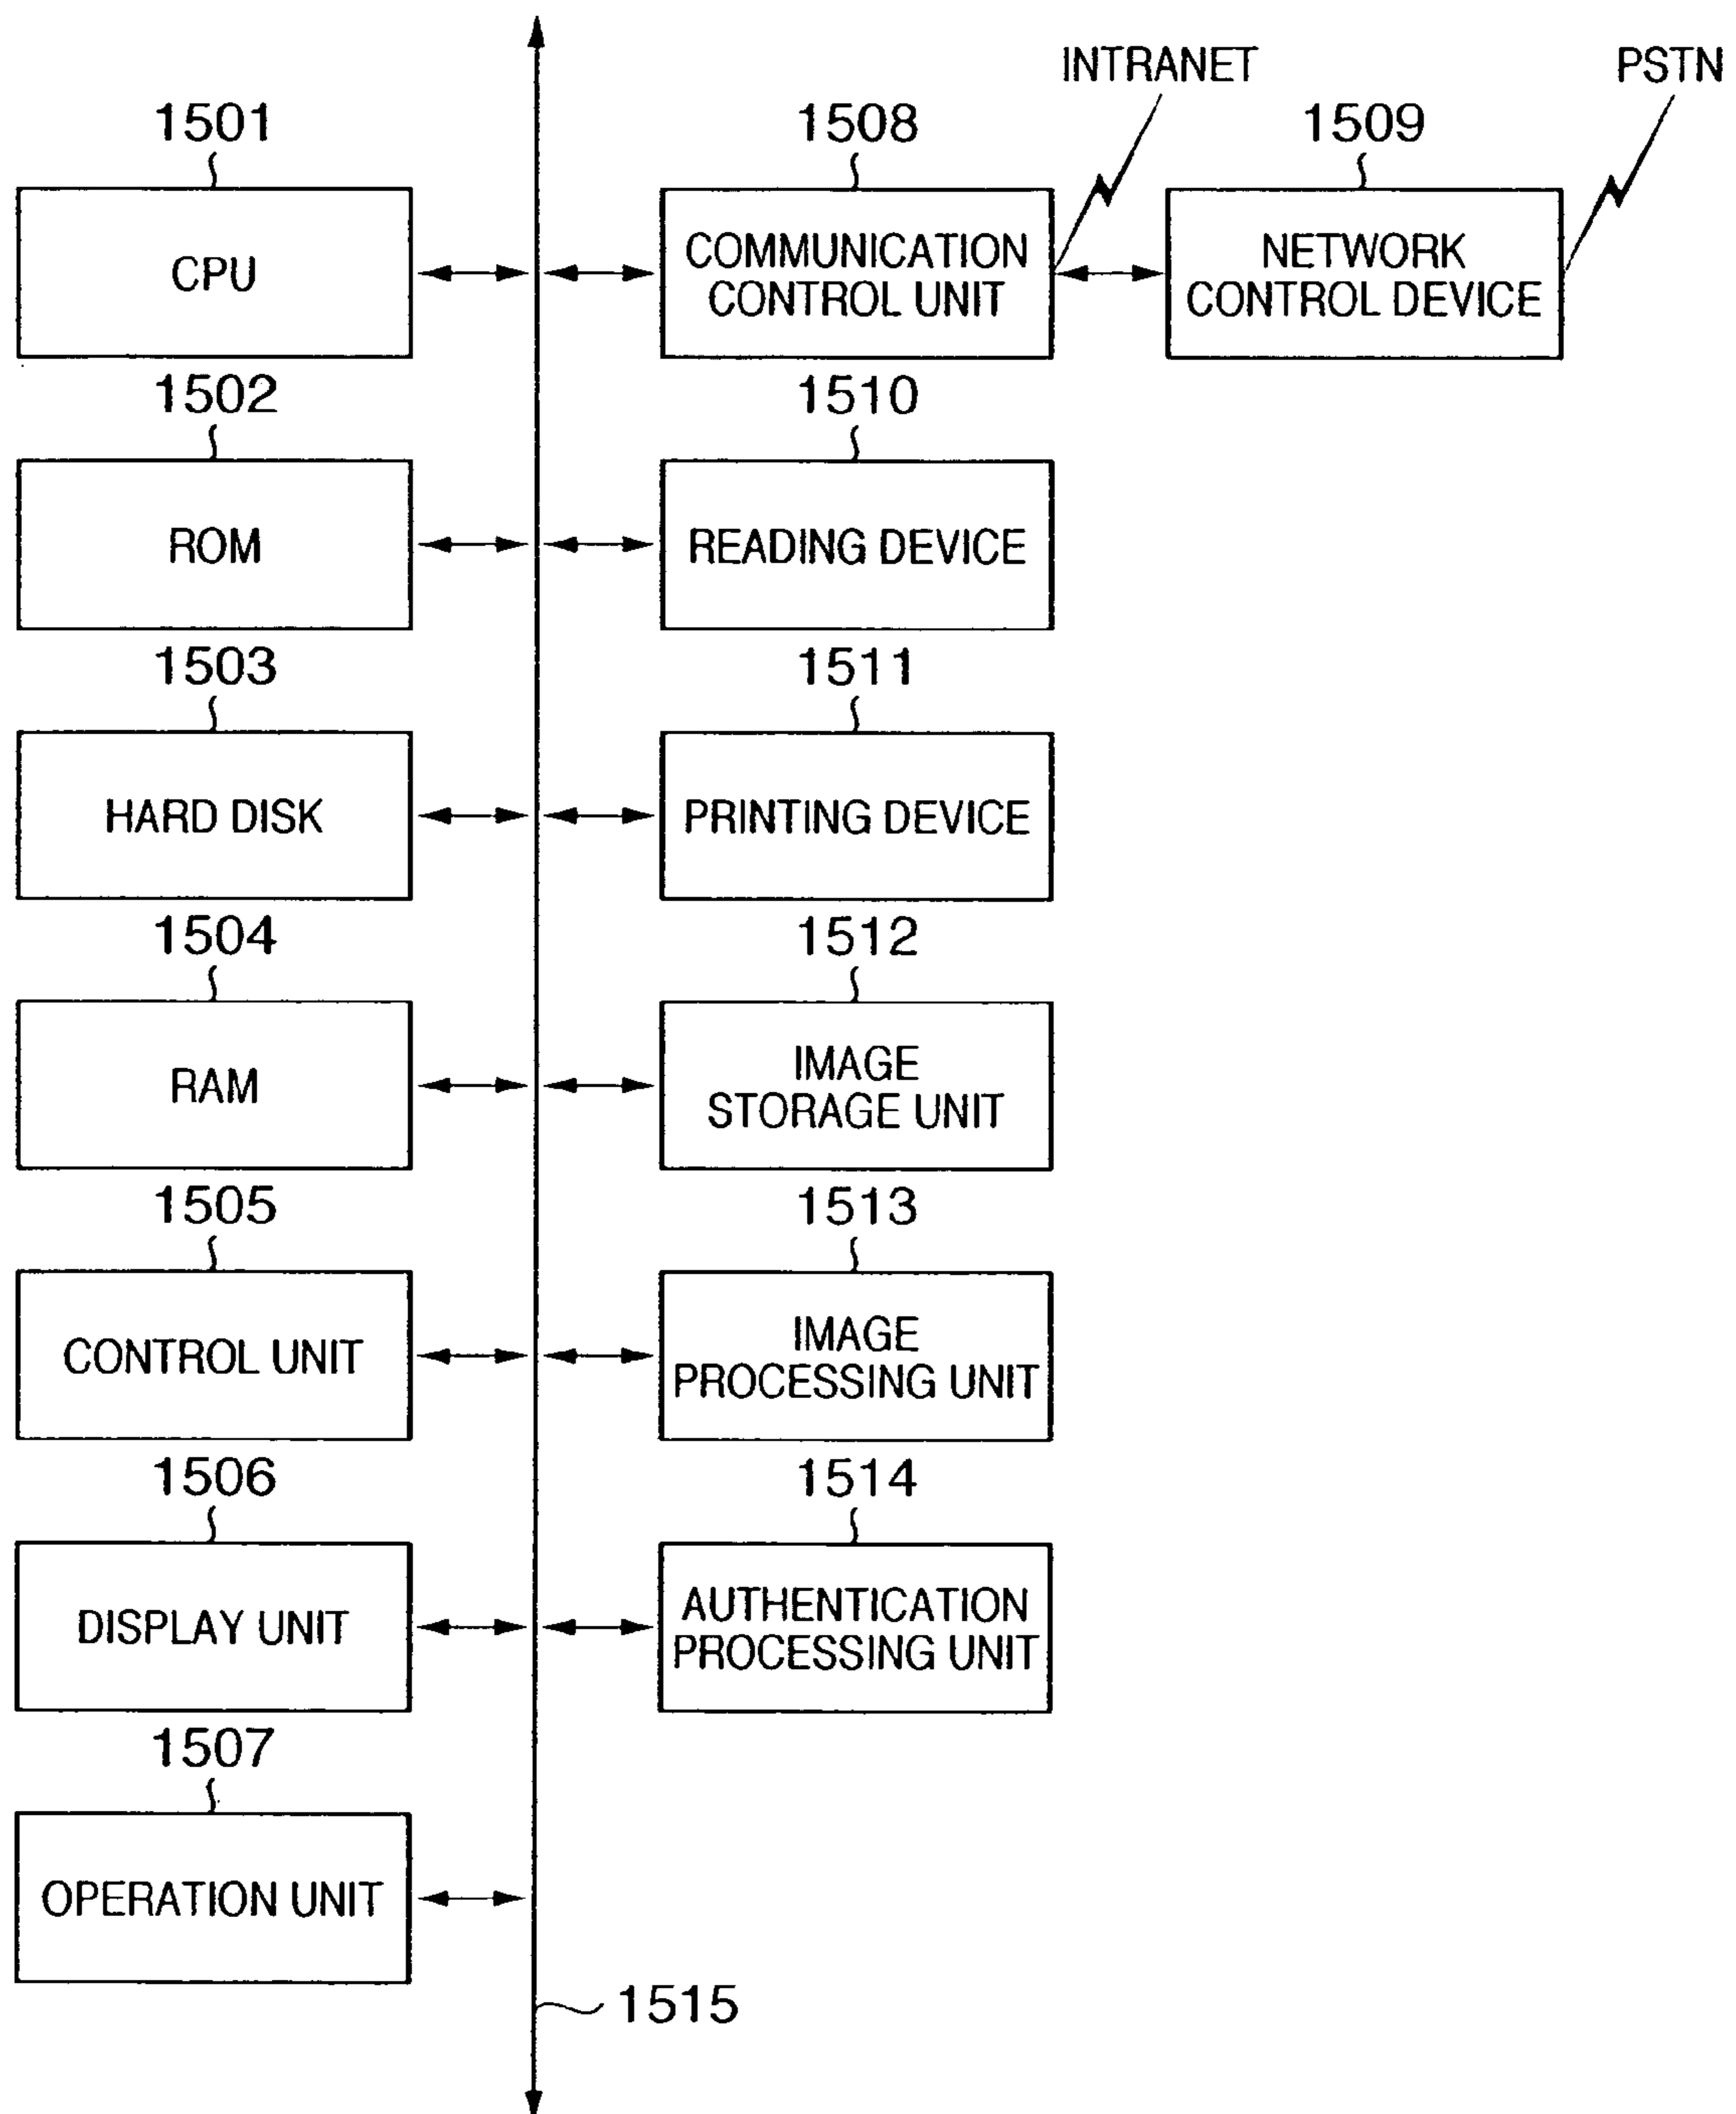 INTRANET
PSTN
1501
1508
1509
CPU
COMMUNICATION
CONTROL UNIT
NETWORK
CONTROL DEVICE
1502
1510
ROM
READING DEVICE
1503
1511
HARD DISK
PRINTING DEVICE
1504
1512
RAM
IMAGE
STORAGE UNIT
1505
1513
CONTROL UNIT
IMAGE
PROCESSING UNIT
1506
1514
DISPLAY UNIT
AUTHENTICATION
PROCESSING UNIT
1507
OPERATION UNIT
1515